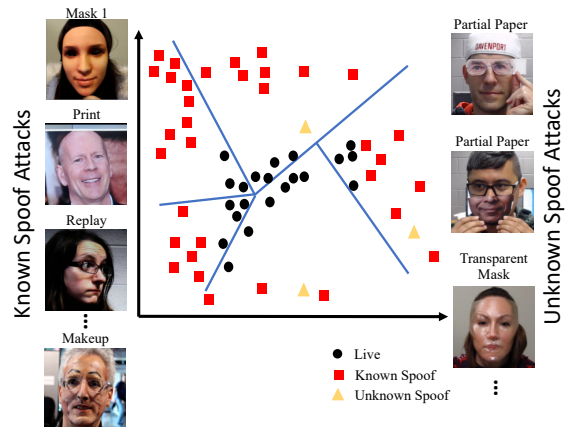 Known Spoof Attacks
Mask 1
Print
Replay
Makeup
Live
Known Spoof
Unknown Spoof
Partial Paper
DAVENPORT
Partial Paper
Transparent
Mask
Unknown Spoof Attacks